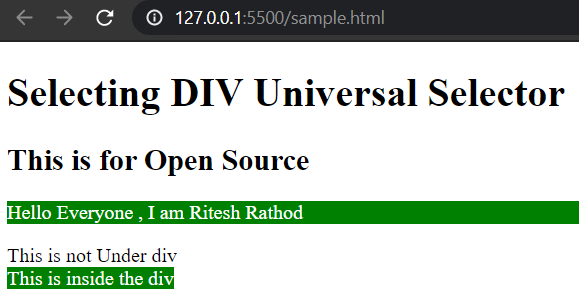 127.0.0.1:5500/sample.html
Selecting DIV Universal Selector
This is for Open Source
Hello Everyone , I am Ritesh Rathod
This is not Under div
This is inside the div